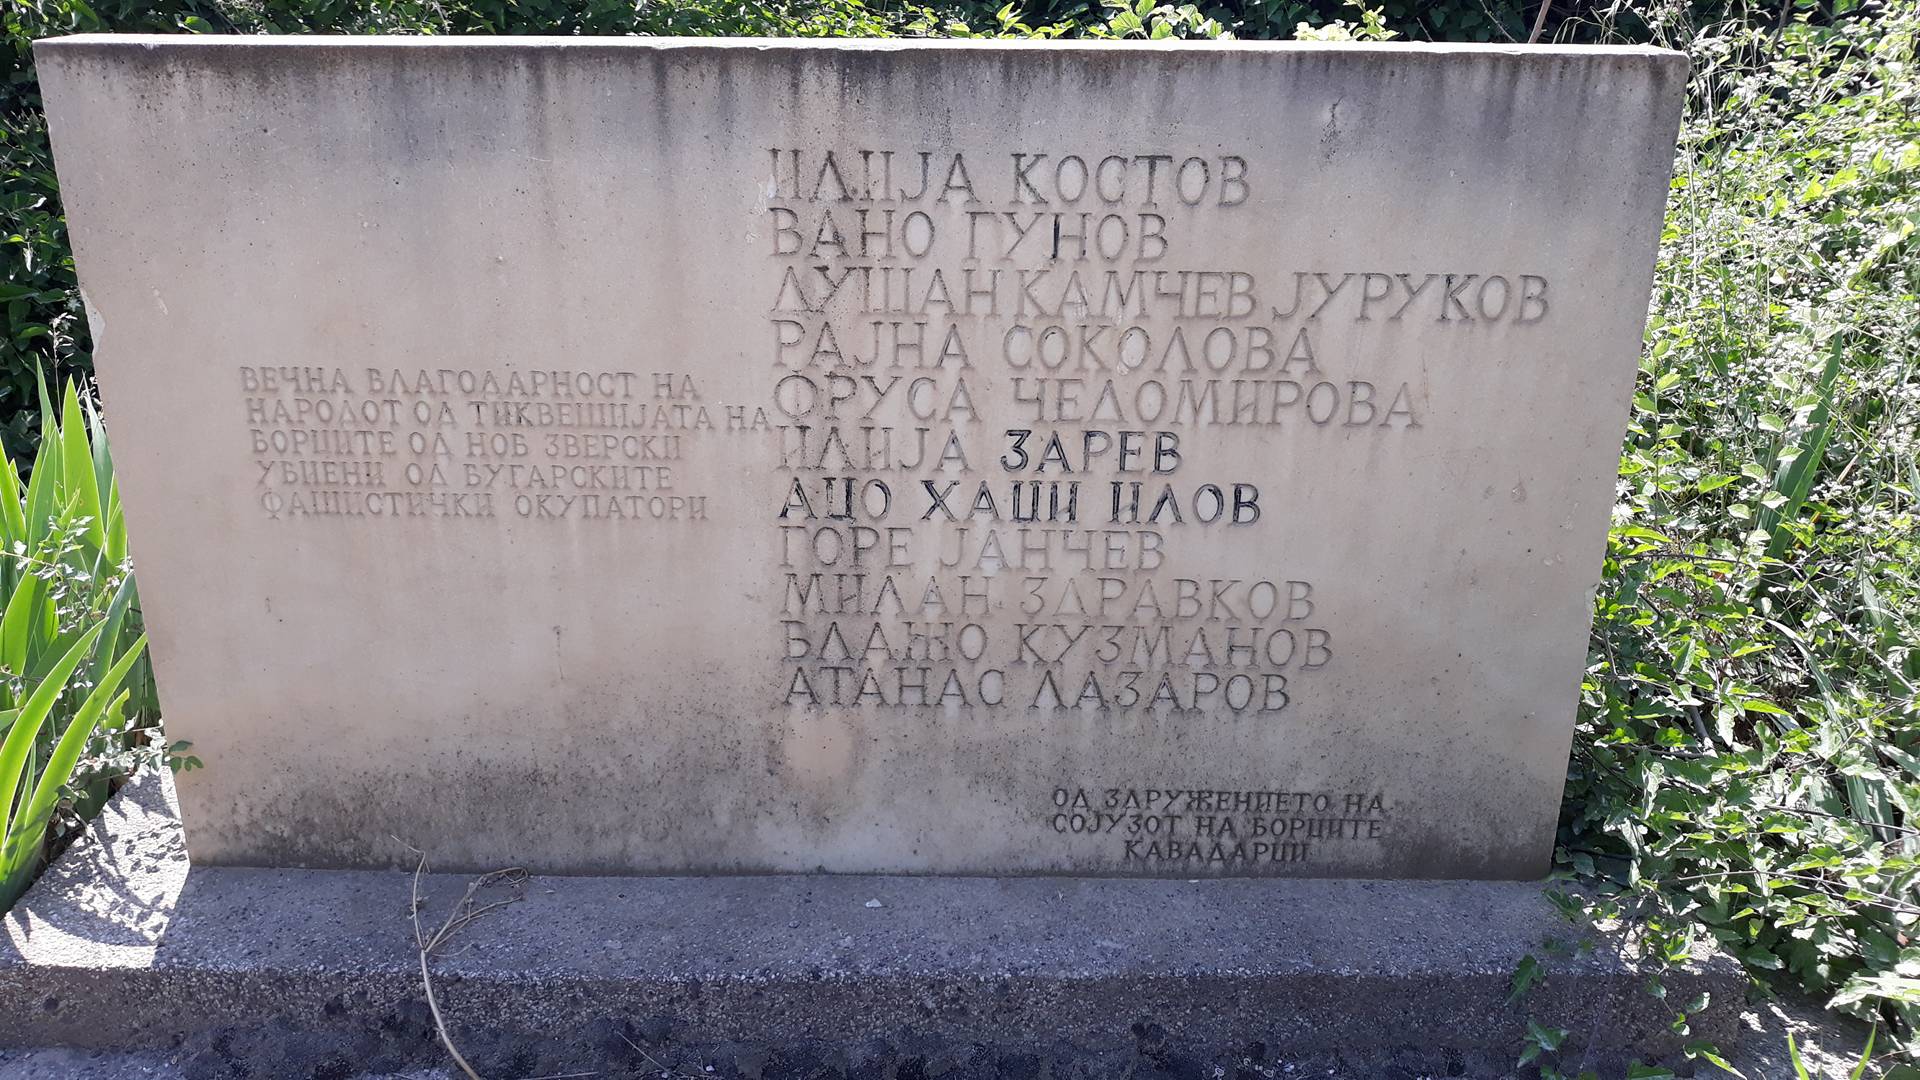 ВЕЧНА БЛАГОДАРНОСТ НА
НАРОДОТ ОД ТИКВЕШИЈАТА НА
БОРЦИТЕ ОД НОБ ЗВЕРСКИ
УБИЕНИ ОД БУГАРСКИТЕ
ФАШИСТИЧКИ ОКУПАТОРИ
ИЛИЈА КОСТОВ
ВАНО ГУНОВ
ДУШАН КАМЧЕВ ЈУРУКОВ
РАЈНА СОКОЛОВА
ОРУСА ЧЕДОМИРОВА
ИЛИЈА ЗАРЕВ
АЦО ХАЏИ ИЛОВ
ГОРЕ ЈАНЧЕВ
МИЛАН ЗДРАВКОВ
БЛАЖО КУЗМАНОВ
АТАНАС ЛАЗАРОВ
ОД ЗДРУЖЕНИЕТО НА
СОЈУЗОТ НА БОРЦИТЕ
КАВАДАРЦИ